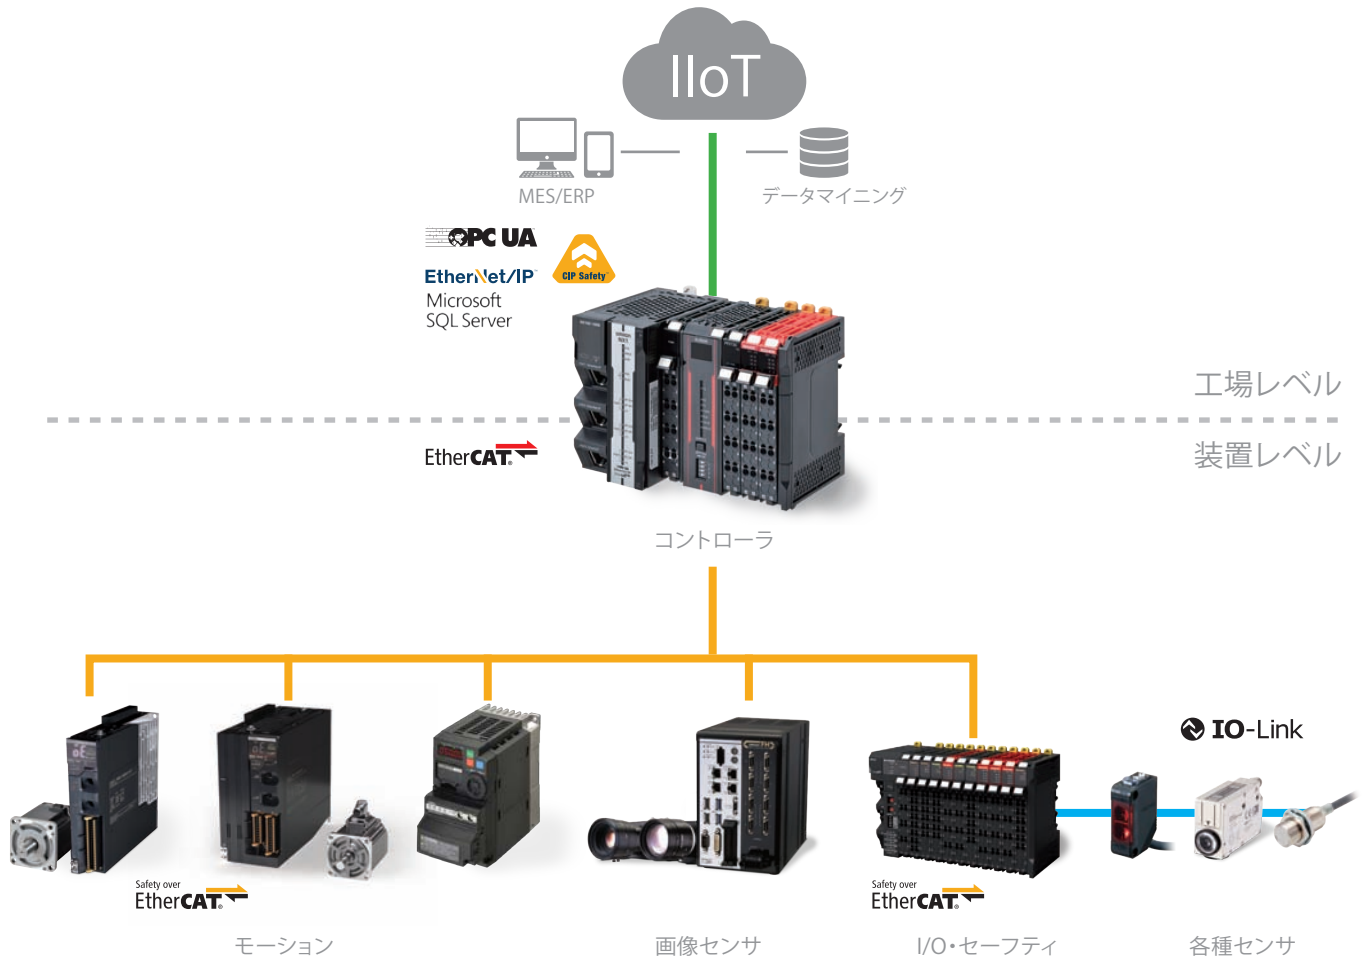 IIoT
MES/ERP
データマイニング
OPC UA
CIP Safety
EtherNet/IP
Microsoft
SQL Server
工場レベル
EtherCAT
装置レベル
コントローラ
IO-Link
Safety over
EtherCAT
Safety over
EtherCAT
モーション
画像センサ
I/O・セーフティ
各種センサ